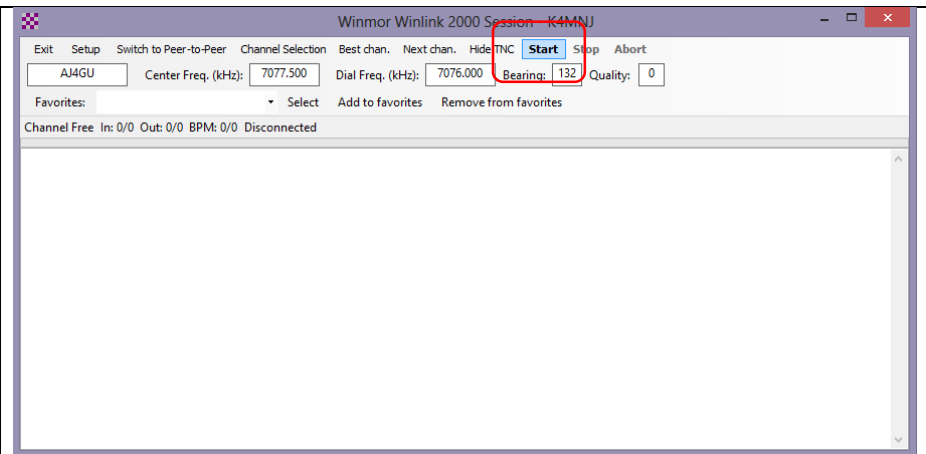 Winmor Winlink 2000 Session - K4MNJ
Exit Setup Switch to Peer-to-Peer Channel Selection Best chan. Next chan. Hide TNC Start Stop Abort
AJ4GU Center Freq. (kHz): 7077.500 Dial Freq. (kHz): 7076.000 Bearing: 132 Quality: 0
Favorites: Select Add to favorites Remove from favorites
Channel Free In: 0/0 Out: 0/0 BPM: 0/0 Disconnected